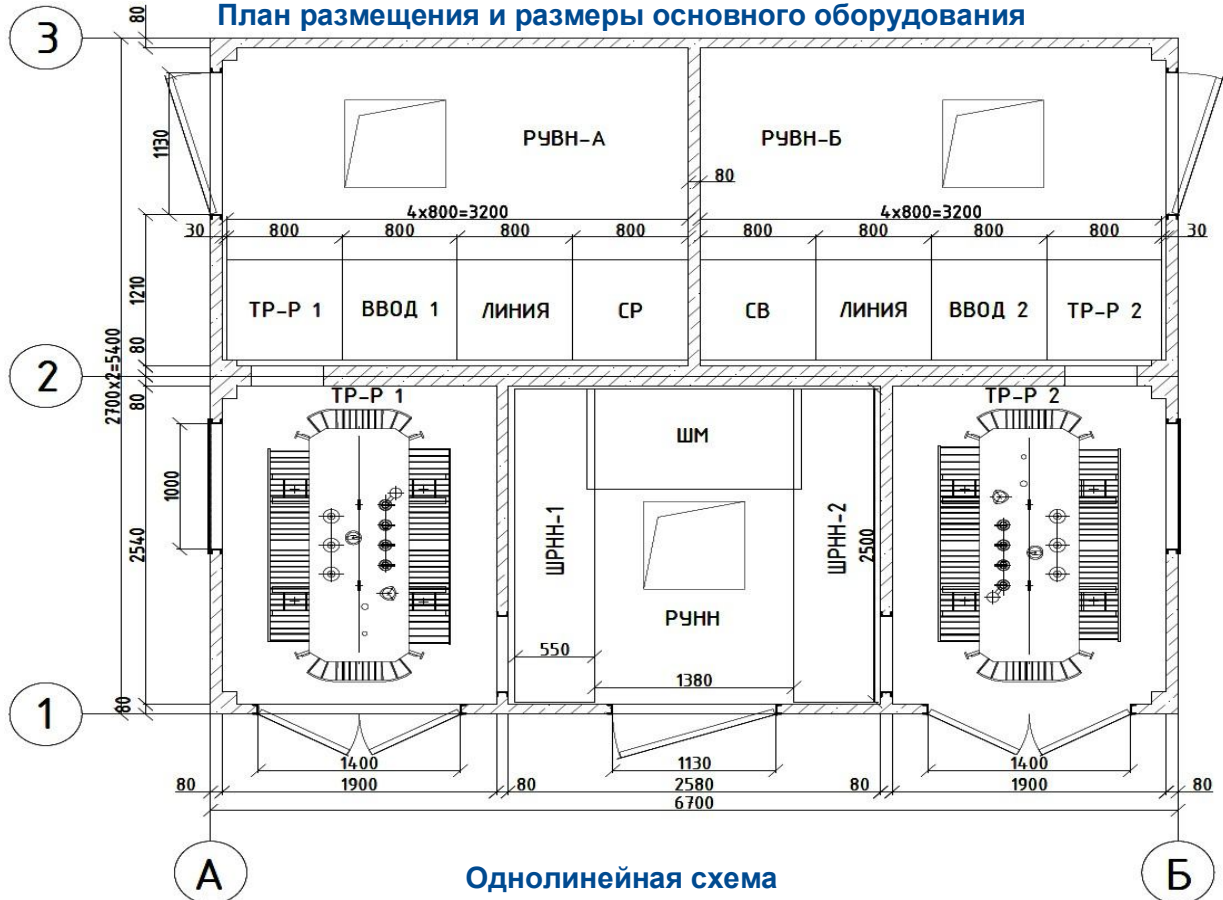 План размещения и размеры основного оборудования
80
3
РУВН-А
РУВН-Б
1130
80
4х800=3200
4х800=3200
30
800
800
800
800
800
800
800
800
30
1210
ТР-Р 1
ВВОД 1
ЛИНИЯ
СР
СВ
ЛИНИЯ
ВВОД 2
ТР-Р 2
80
2700х2=5400
2
80
ТР-Р 1
ТР-Р 2
ШМ
1000
2540
ШРНН-1
ШРНН-2
2500
РУНН
550
1380
80
1
1400
1130
1400
80
1900
80
2580
80
1900
80
6700
А
Б
Однолинейная схема